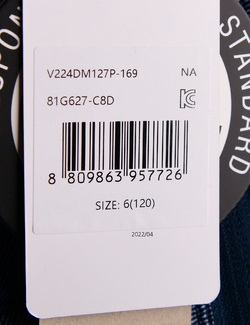 V224DM127P-169 NA
81G627-C8D
8 809863 957726
SIZE: 6(120)
2022/04
STANDARD